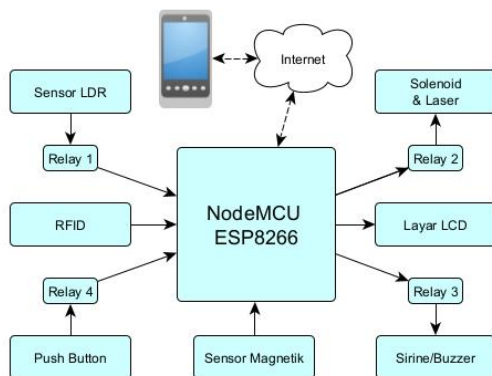 Internet
Sensor LDR
Solenoid
& Laser
Relay 1
Relay 2
RFID
NodeMCU
ESP8266
Layar LCD
Relay 4
Relay 3
Push Button
Sensor Magnetik
Sirine/Buzzer